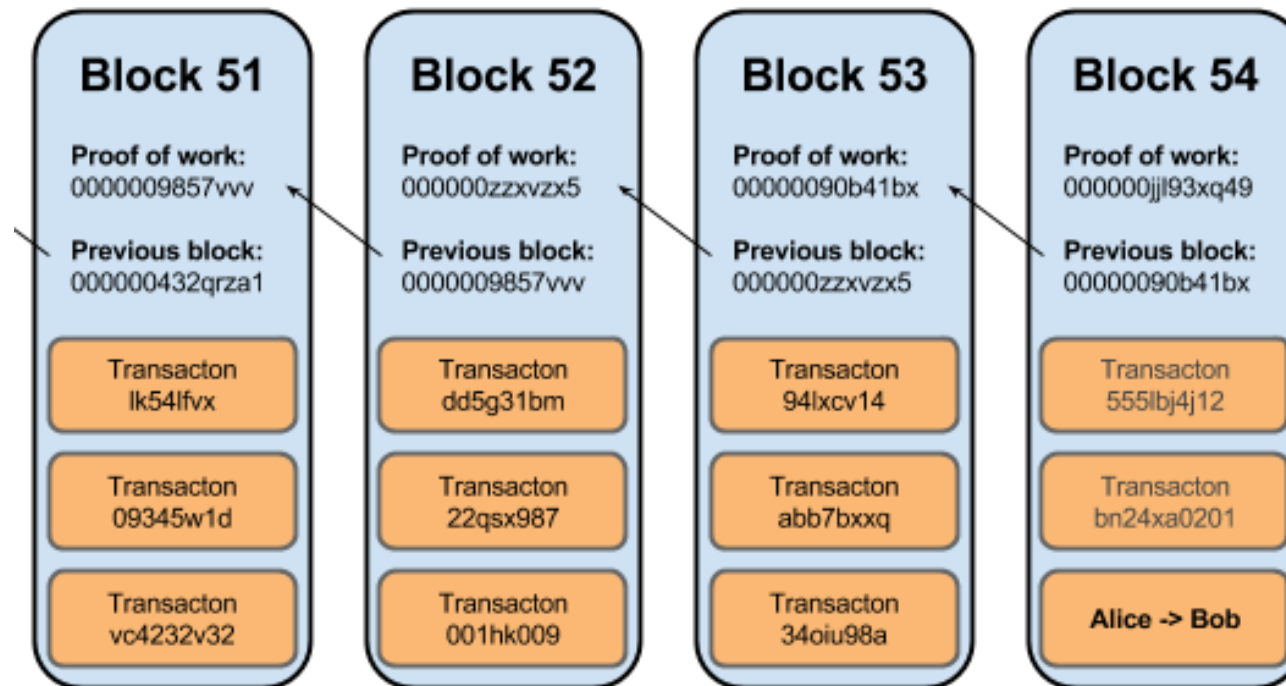 Block 51
Proof of work:
0000009857vvv
Previous block:
000000432qrza1
Transacton
lk54lfvx
Transacton
09345w1d
Transacton
vc4232v32
Block 52
Proof of work:
000000zzxvzx5
Previous block:
0000009857vvv
Transacton
dd5g31bm
Transacton
22qsx987
Transacton
001hk009
Block 53
Proof of work:
00000090b41bx
Previous block:
000000zzxvzx5
Transacton
94lxcv14
Transacton
abb7bxxq
Transacton
34oiu98a
Block 54
Proof of work:
000000jjl93xq49
Previous block:
00000090b41bx
Transacton
555lbj4j12
Transacton
bn24xa0201
Alice -> Bob